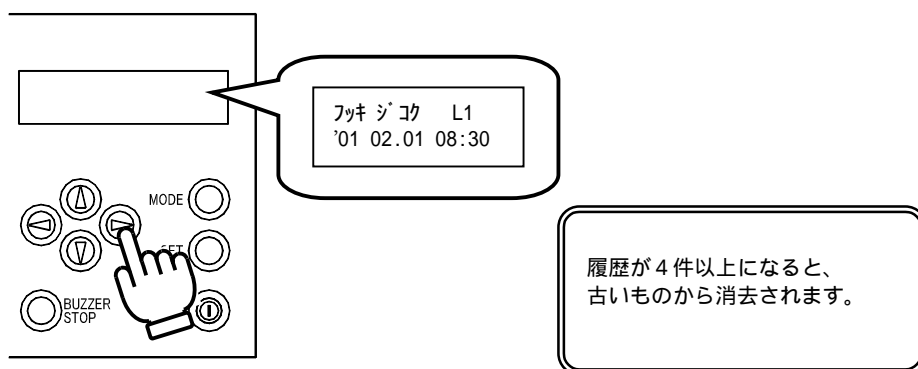 ﾌｯｷ ｼﾞｺｸ L1
'01 02.01 08:30
MODE
SET
BUZZER
STOP
履歴が４件以上になると、
古いものから消去されます。